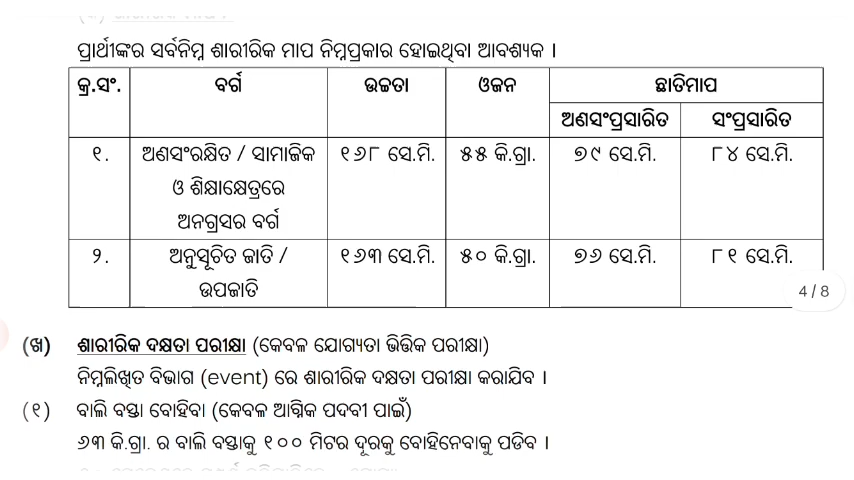 ପ୍ରାର୍ଥୀଙ୍କର ସର୍ବନିମ୍ନ ଶାରୀରିକ ମାପ ନିମ୍ନପ୍ରକାର ହୋଇଥିବା ଆବଶ୍ୟକ ।
କ୍ର.ସଂ. ବର୍ଗ ଉଚ୍ଚତା ଓଜନ ଛାତିମାପ
ଅଣସଂପ୍ରସାରିତ ସଂପ୍ରସାରିତ
୧. ଅଣସଂରକ୍ଷିତ / ସାମାଜିକ ୧୬୮ ସେ.ମି. ୫୫ କି.ଗ୍ରା. ୭୯ ସେ.ମି. ୮୪ ସେ.ମି.
ଓ ଶିକ୍ଷାକ୍ଷେତ୍ରରେ
ଅନଗ୍ରସର ବର୍ଗ
୨. ଅନୁସୂଚିତ ଜାତି / ୧୬୩ ସେ.ମି. ୫୦ କି.ଗ୍ରା. ୭୬ ସେ.ମି. ୮୧ ସେ.ମି.
ଉପଜାତି
4 / 8
(ଖ) ଶାରୀରିକ ଦକ୍ଷତା ପରୀକ୍ଷା (କେବଳ ଯୋଗ୍ୟତା ଭିତ୍ତିକ ପରୀକ୍ଷା)
ନିମ୍ନଲିଖିତ ବିଭାଗ (event) ରେ ଶାରୀରିକ ଦକ୍ଷତା ପରୀକ୍ଷା କରାଯିବ ।
(୧) ବାଲି ବସ୍ତା ବୋହିବା (କେବଳ ଆଗ୍ନିକ ପଦବୀ ପାଇଁ)
୬୩ କି.ଗ୍ରା. ର ବାଲି ବସ୍ତାକୁ ୧୦୦ ମିଟର ଦୂରକୁ ବୋହିନେବାକୁ ପଡିବ ।